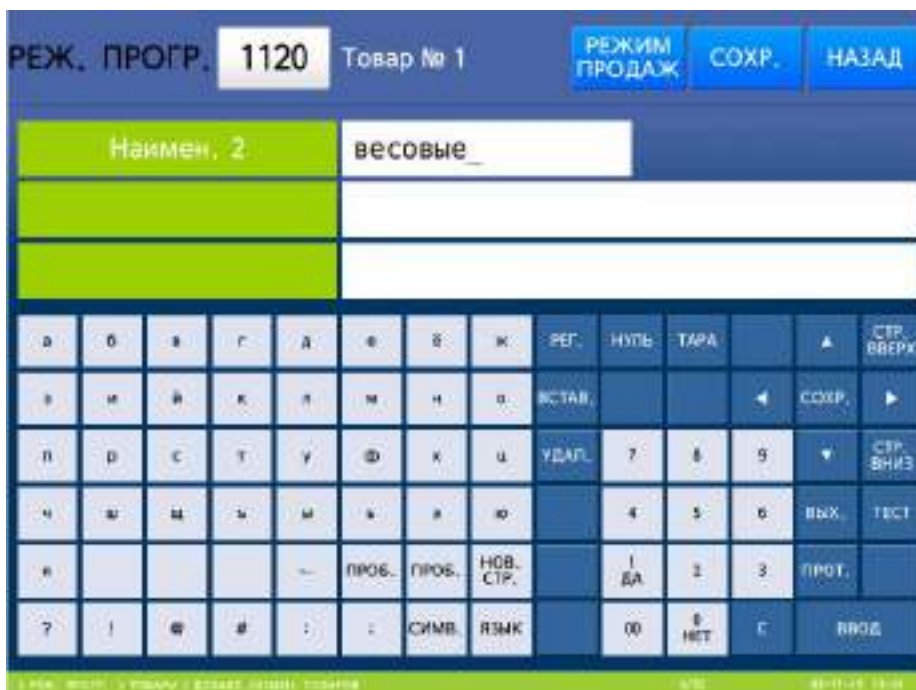 РЕЖ. ПРОГР. 1120 Товар № 1 РЕЖИМ ПРОДАЖ СОХР. НАЗАД
Наимен. 2 весовые_
а б в г д е ё ж РЕГ. НУЛЬ ТАРА ▲ СТР. ВВЕРХ
з и й к л м н о ВСТАВ. ◀ СОХР. ▶
п р с т у ф х ц УДАЛ. 7 8 9 ▼ СТР. ВНИЗ
ч ш щ ъ ы ь э ю 4 5 6 ВЫХ. ТЕСТ
я ПРОБ. ПРОБ. НОВ. СТР. ! ДА 2 3 ПРОТ.
? ! @ # : ; СИМВ. ЯЗЫК 00 0 НЕТ С ВВОД